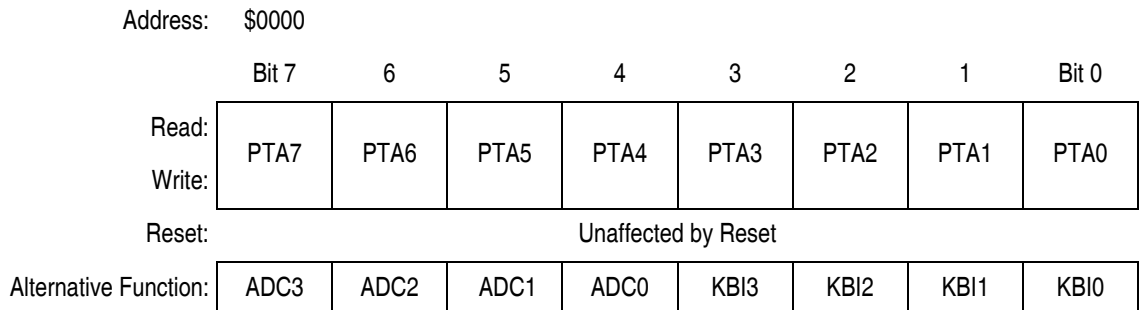 Address: $0000
Bit 7 6 5 4 3 2 1 Bit 0
Read:
PTA7 PTA6 PTA5 PTA4 PTA3 PTA2 PTA1 PTA0
Write:
Reset: Unaffected by Reset
Alternative Function: ADC3 ADC2 ADC1 ADC0 KBI3 KBI2 KBI1 KBI0